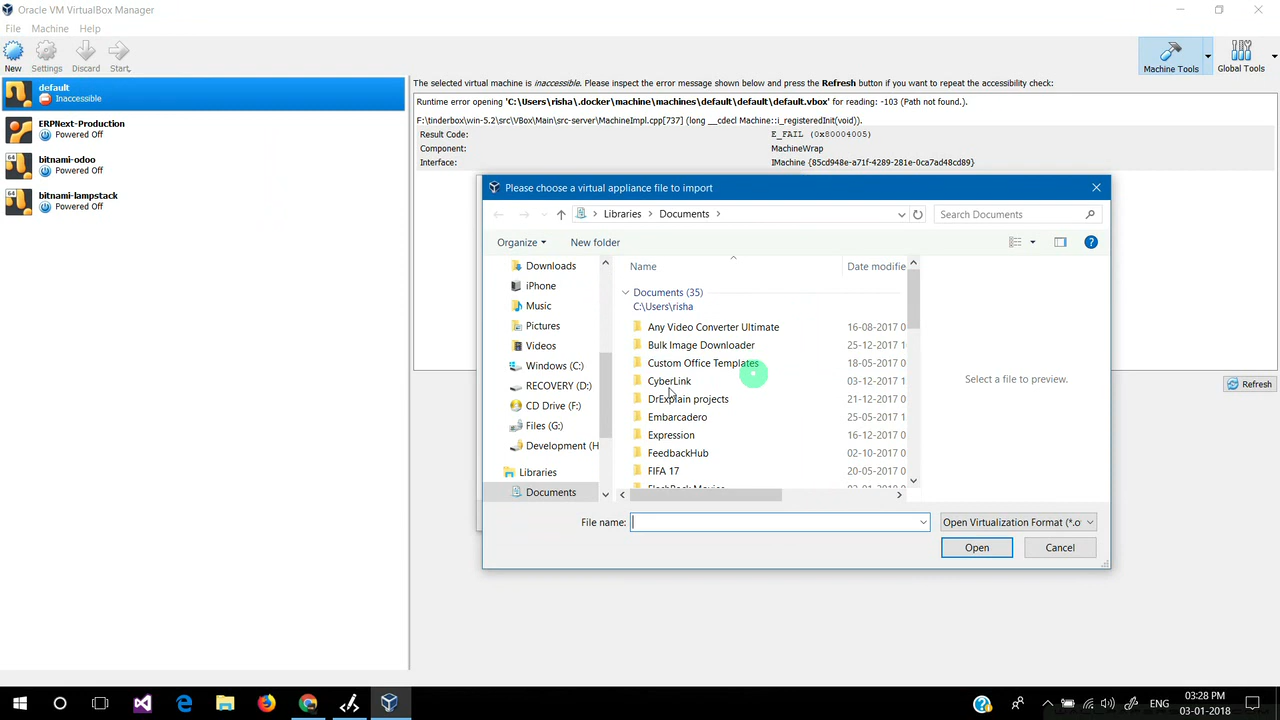 Oracle VM VirtualBox Manager
File Machine Help
New Settings Discard Start
Machine Tools Global Tools
default
Inaccessible
ERPNext-Production
Powered Off
64
bitnami-odoo
Powered Off
64
bitnami-lampstack
Powered Off
The selected virtual machine is inaccessible. Please inspect the error message shown below and press the Refresh button if you want to repeat the accessibility check:
Runtime error opening 'C:\Users\risha\.docker\machine\machines\default\default\default.vbox' for reading: -103 (Path not found.).
F:\tinderbox\win-5.2\src\VBox\Main\src-server\MachineImpl.cpp[737] (long __cdecl Machine::i_registeredInit(void)).
Result Code: E_FAIL (0x80004005)
Component: MachineWrap
Interface: IMachine {85cd948e-a71f-4289-281e-0ca7ad48cd89}
Refresh
Please choose a virtual appliance file to import
Libraries > Documents >
Search Documents
Organize New folder
Downloads
iPhone
Music
Pictures
Videos
Windows (C:)
RECOVERY (D:)
CD Drive (F:)
Files (G:)
Development (H
Libraries
Documents
Name Date modifie
Documents (35)
C:\Users\risha
Any Video Converter Ultimate 16-08-2017 0
Bulk Image Downloader 25-12-2017 1
Custom Office Templates 18-05-2017 0
CyberLink 03-12-2017 1
DrExplain projects 21-12-2017 0
Embarcadero 25-05-2017 1
Expression 16-12-2017 0
FeedbackHub 02-10-2017 0
FIFA 17 20-05-2017 0
Select a file to preview.
File name:
Open Virtualization Format (*.o
Open Cancel
ENG
03:28 PM
03-01-2018